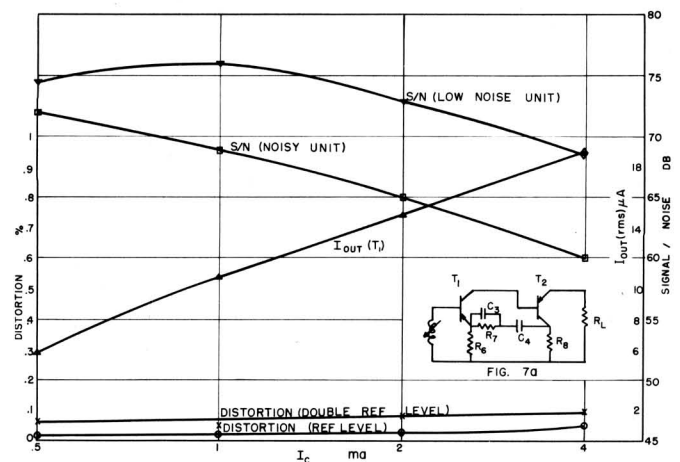 80
75
70
65
60
55
50
45
SIGNAL / NOISE DB
18
14
10
8
6
2
I OUT (rms) μA
1
.9
.8
.7
.6
.5
.4
.3
.2
.1
0
DISTORTION %
S/N (LOW NOISE UNIT)
S/N (NOISY UNIT)
I OUT (T1)
T1
T2
C3
R7
C4
R6
R8
RL
FIG. 7a
DISTORTION (DOUBLE REF LEVEL)
DISTORTION (REF LEVEL)
.5
1
2
4
IC ma